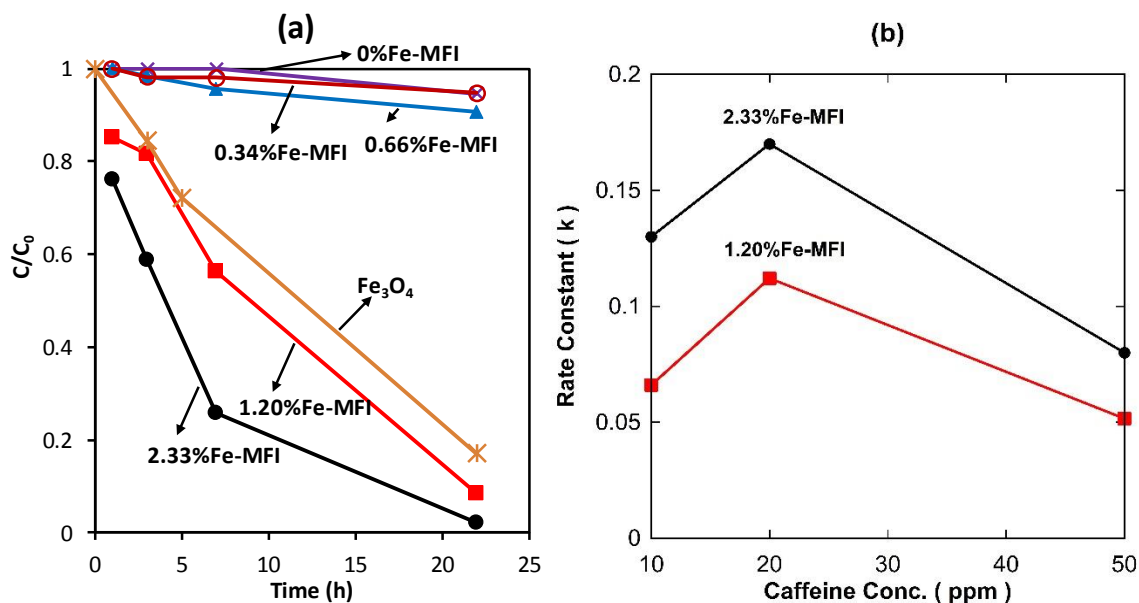 (a)
0%Fe-MFI
0.34%Fe-MFI
0.66%Fe-MFI
Fe₃O₄
1.20%Fe-MFI
2.33%Fe-MFI
C/C₀
1
0.8
0.6
0.4
0.2
0
0
5
10
15
20
25
Time (h)
(b)
2.33%Fe-MFI
1.20%Fe-MFI
Rate Constant ( k )
0.2
0.15
0.1
0.05
0
10
20
30
40
50
Caffeine Conc. ( ppm )